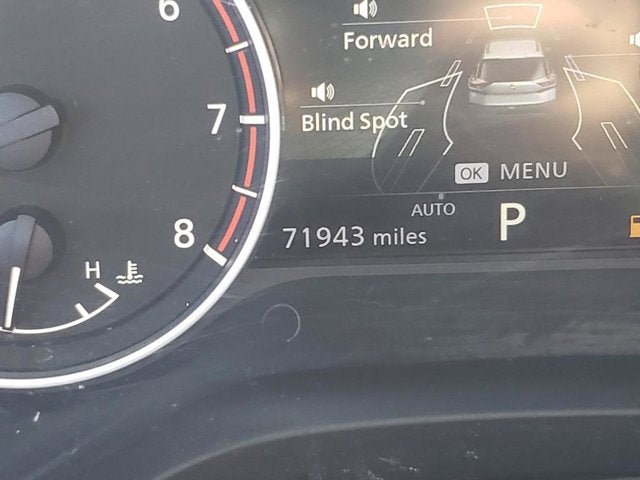 6
Forward
7
Blind Spot
OK MENU
AUTO
P
8
71943 miles
H